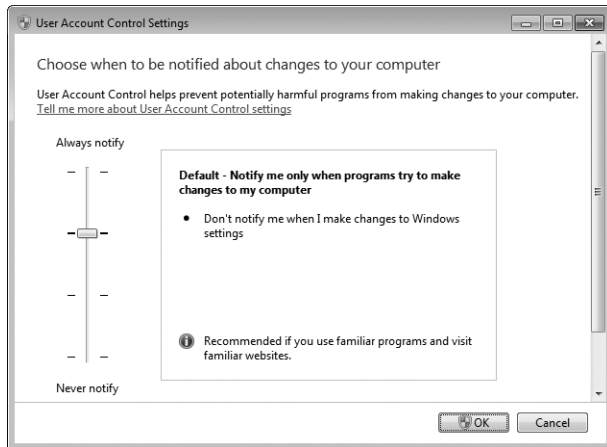 User Account Control Settings
Choose when to be notified about changes to your computer
User Account Control helps prevent potentially harmful programs from making changes to your computer.
Tell me more about User Account Control settings
Always notify
Default - Notify me only when programs try to make
changes to my computer
• Don't notify me when I make changes to Windows
settings
Recommended if you use familiar programs and visit
familiar websites.
Never notify
OK
Cancel